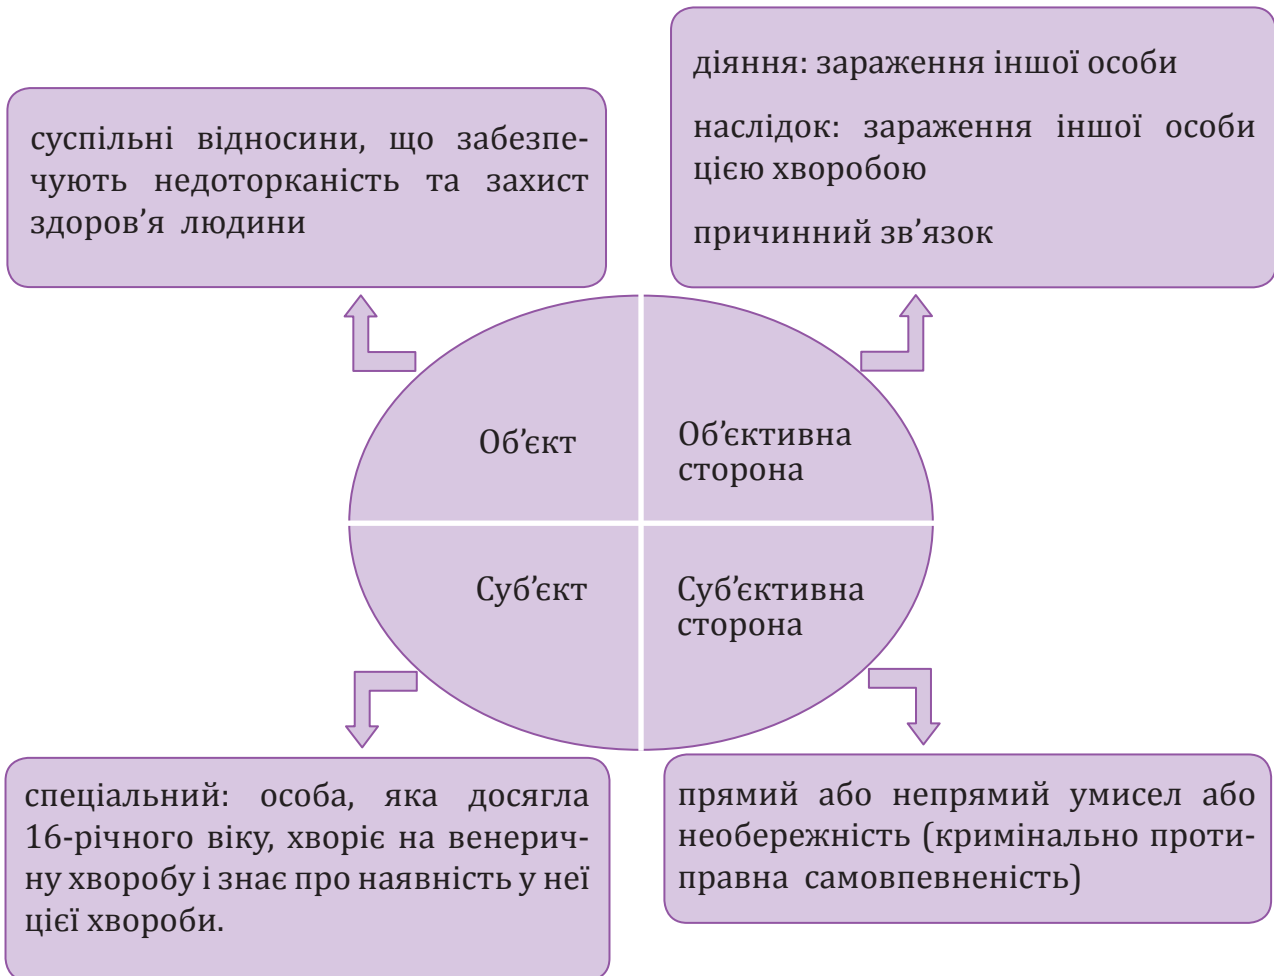 суспільні відносини, що забезпе-
чують недоторканість та захист
здоров’я людини
діяння: зараження іншої особи
наслідок: зараження іншої особи
цією хворобою
причинний зв’язок
Об’єкт
Об’єктивна
сторона
Суб’єкт
Суб’єктивна
сторона
спеціальний: особа, яка досягла
16-річного віку, хворіє на венерич-
ну хворобу і знає про наявність у неї
цієї хвороби.
прямий або непрямий умисел або
необережність (кримінально проти-
правна самовпевненість)